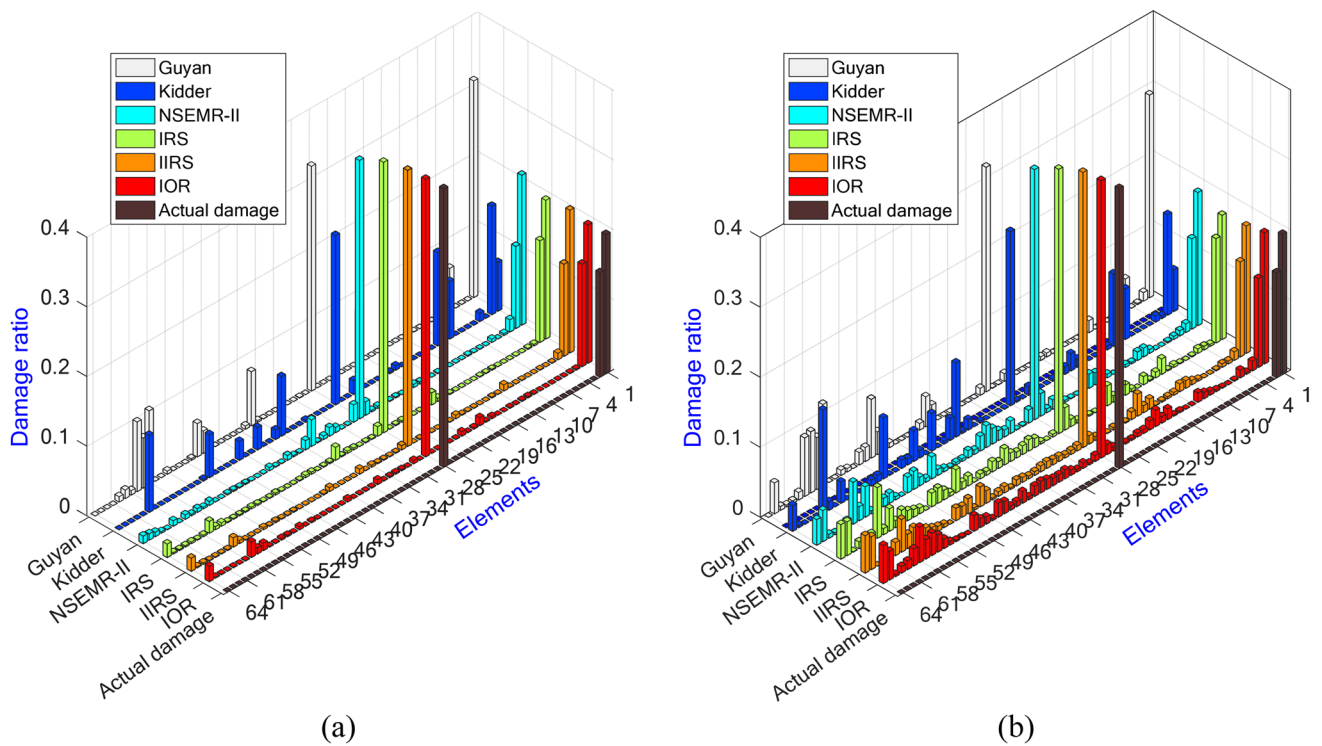 Guyan
Kidder
NSEMR-II
IRS
IIRS
IOR
Actual damage
0.4
0.3
0.2
0.1
0
Damage ratio
Guyan
Kidder
NSEMR-II
IRS
IIRS
IOR
Actual damage
64
61
58
55
52
49
46
43
40
37
34
31
28
25
22
19
16
13
10
7
4
1
Elements
(a)
Guyan
Kidder
NSEMR-II
IRS
IIRS
IOR
Actual damage
0.4
0.3
0.2
0.1
0
Damage ratio
Guyan
Kidder
NSEMR-II
IRS
IIRS
IOR
Actual damage
64
61
58
55
52
49
46
43
40
37
34
31
28
25
22
19
16
13
10
7
4
1
Elements
(b)